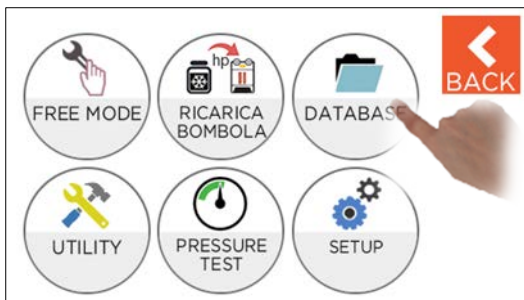 BACK
hp
FREE MODE
RICARICA
BOMBOLA
DATABASE
UTILITY
PRESSURE
TEST
SETUP